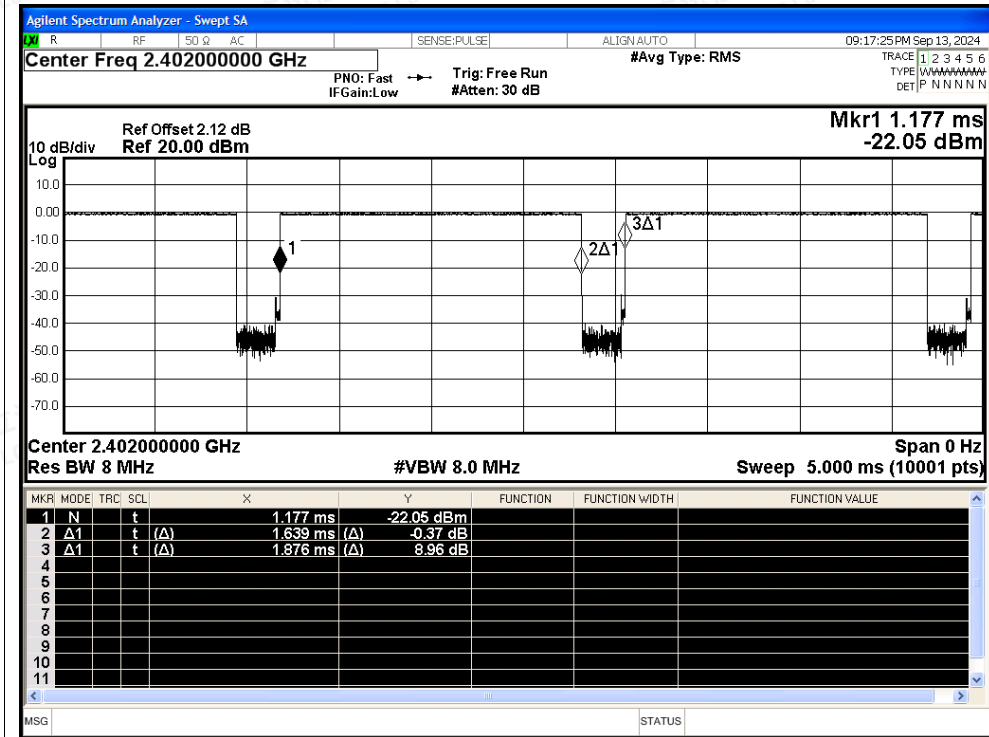 Agilent Spectrum Analyzer - Swept SA
LXI R RF 50 Ω AC SENSE:PULSE ALIGN AUTO 09:17:25 PM Sep 13, 2024
Center Freq 2.402000000 GHz #Avg Type: RMS TRACE 1 2 3 4 5 6
PNO: Fast Trig: Free Run TYPE WWWWWW
IFGain:Low #Atten: 30 dB DET P N N N N N
Mkr1 1.177 ms
Ref Offset 2.12 dB
10 dB/div Ref 20.00 dBm -22.05 dBm
Log
10.0
0.00
-10.0
-20.0
-30.0
-40.0
-50.0
-60.0
-70.0
1
2Δ1
3Δ1
Center 2.402000000 GHz Span 0 Hz
Res BW 8 MHz #VBW 8.0 MHz Sweep 5.000 ms (10001 pts)
MKR MODE TRC SCL X Y FUNCTION FUNCTION WIDTH FUNCTION VALUE
1 N t 1.177 ms -22.05 dBm
2 Δ1 t (Δ) 1.639 ms (Δ) -0.37 dB
3 Δ1 t (Δ) 1.876 ms (Δ) 8.96 dB
4
5
6
7
8
9
10
11
MSG STATUS